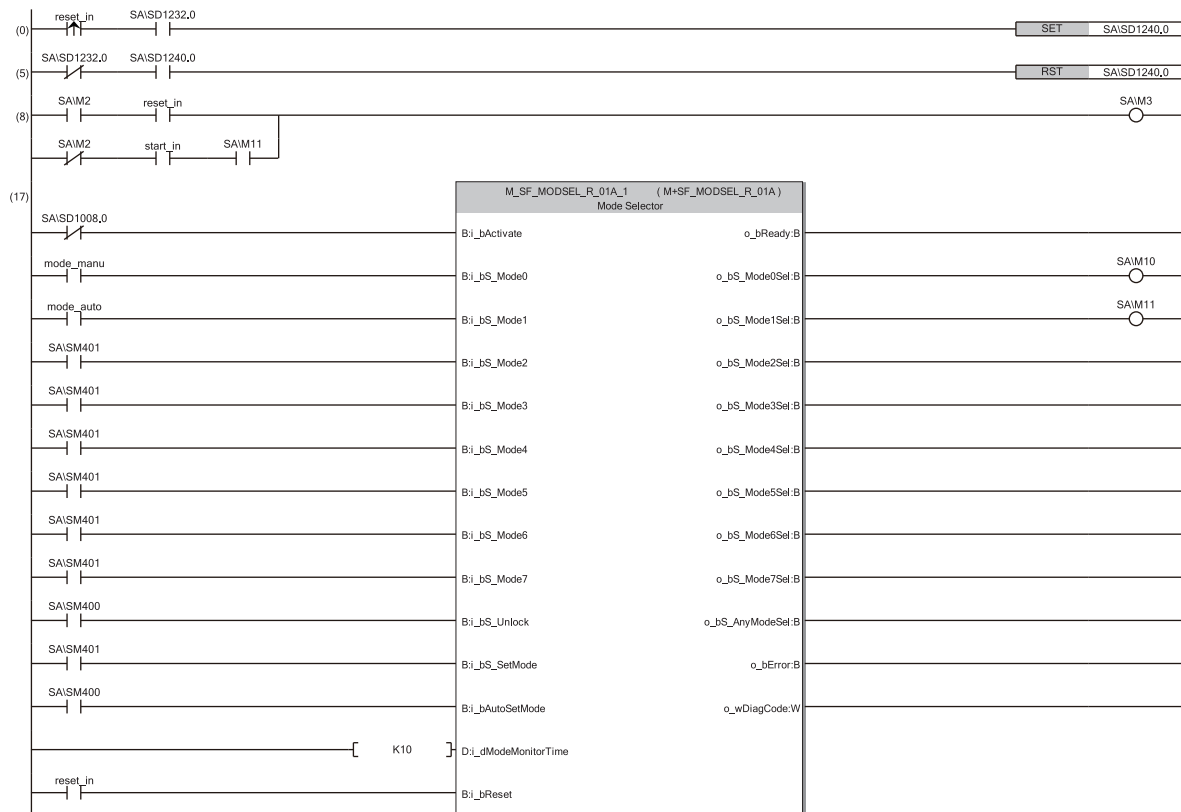 reset_in SA\SD1232.0
(0) SET SA\SD1240.0
SA\SD1232.0 SA\SD1240.0
(5) RST SA\SD1240.0
SA\M2 reset_in SA\M3
(8)
SA\M2 start_in SA\M11
(17) M_SF_MODSEL_R_01A_1 (M+SF_MODSEL_R_01A)
Mode Selector
SA\SD1008.0
B:i_bActivate o_bReady:B
mode_manu SA\M10
B:i_bS_Mode0 o_bS_Mode0Sel:B
mode_auto SA\M11
B:i_bS_Mode1 o_bS_Mode1Sel:B
SA\SM401
B:i_bS_Mode2 o_bS_Mode2Sel:B
SA\SM401
B:i_bS_Mode3 o_bS_Mode3Sel:B
SA\SM401
B:i_bS_Mode4 o_bS_Mode4Sel:B
SA\SM401
B:i_bS_Mode5 o_bS_Mode5Sel:B
SA\SM401
B:i_bS_Mode6 o_bS_Mode6Sel:B
SA\SM401
B:i_bS_Mode7 o_bS_Mode7Sel:B
SA\SM400
B:i_bS_Unlock o_bS_AnyModeSel:B
SA\SM401
B:i_bS_SetMode o_bError:B
SA\SM400
B:i_bAutoSetMode o_wDiagCode:W
K10 D:i_dModeMonitorTime
reset_in
B:i_bReset